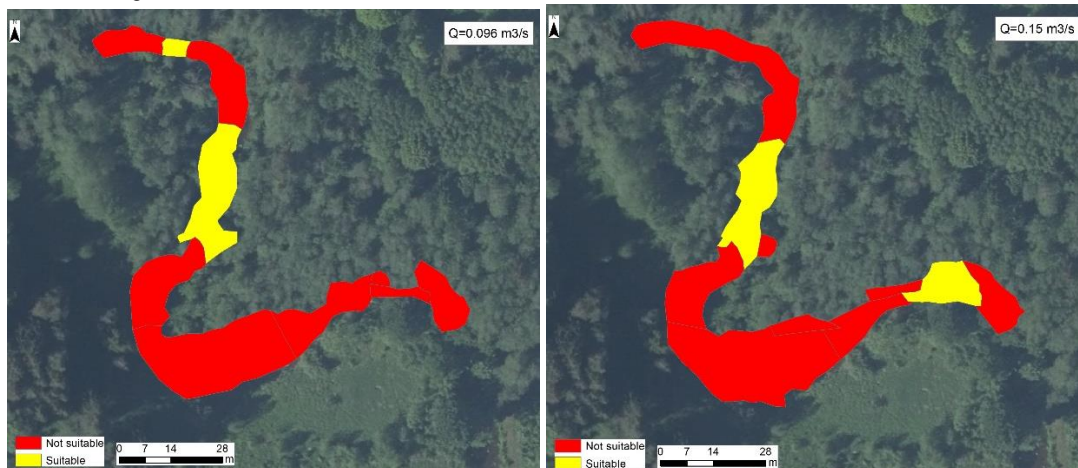 N
Q=0.096 m3/s
Not suitable
Suitable
0 7 14 28
m
N
Q=0.15 m3/s
Not suitable
Suitable
0 7 14 28
m